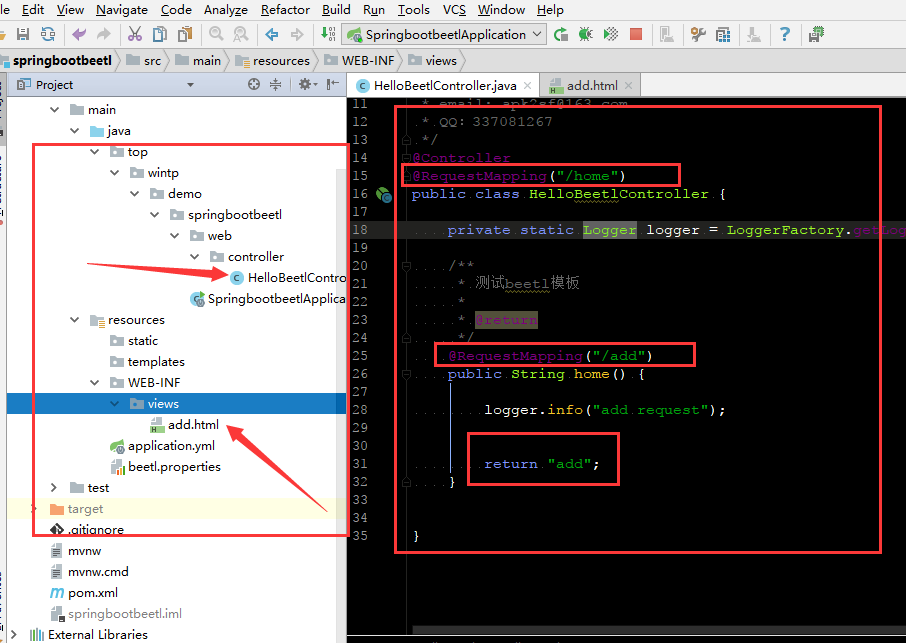 le Edit View Navigate Code Analyze Refactor Build Run Tools VCS Window Help
SpringbootbeetlApplication
springbootbeetl src main resources WEB-INF views
Project
HelloBeetlController.java add.html
main
java
top
wintp
demo
springbootbeetl
web
controller
HelloBeetlContro
SpringbootbeetlApplica
resources
static
templates
WEB-INF
views
add.html
application.yml
beetl.properties
test
target
.gitignore
mvnw
mvnw.cmd
pom.xml
springbootbeetl.iml
External Libraries
11 * email: apk2sf@163.com
12 * QQ：337081267
13 */
14 @Controller
15 @RequestMapping("/home")
16 public class HelloBeetlController {
17
18 private static Logger logger = LoggerFactory.getLog
19
20 /**
21 * 测试beetl模板
22 *
23 * @return
24 */
25 @RequestMapping("/add")
26 public String home() {
27
28 logger.info("add request");
29
30
31 return "add";
32 }
33
34
35 }